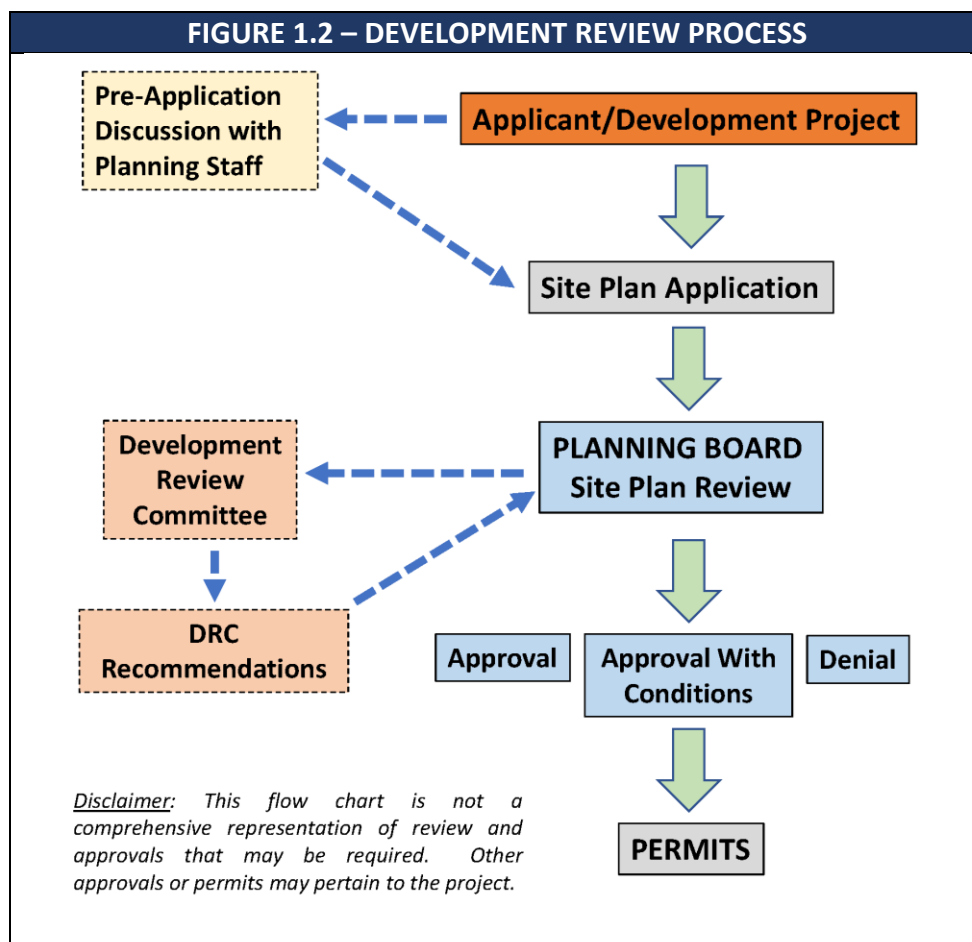 FIGURE 1.2 – DEVELOPMENT REVIEW PROCESS
Pre-Application
Discussion with
Planning Staff
Applicant/Development Project
Site Plan Application
Development
Review
Committee
PLANNING BOARD
Site Plan Review
DRC
Recommendations
Approval
Approval With
Conditions
Denial
Disclaimer: This flow chart is not a
comprehensive representation of review and
approvals that may be required. Other
approvals or permits may pertain to the project.
PERMITS